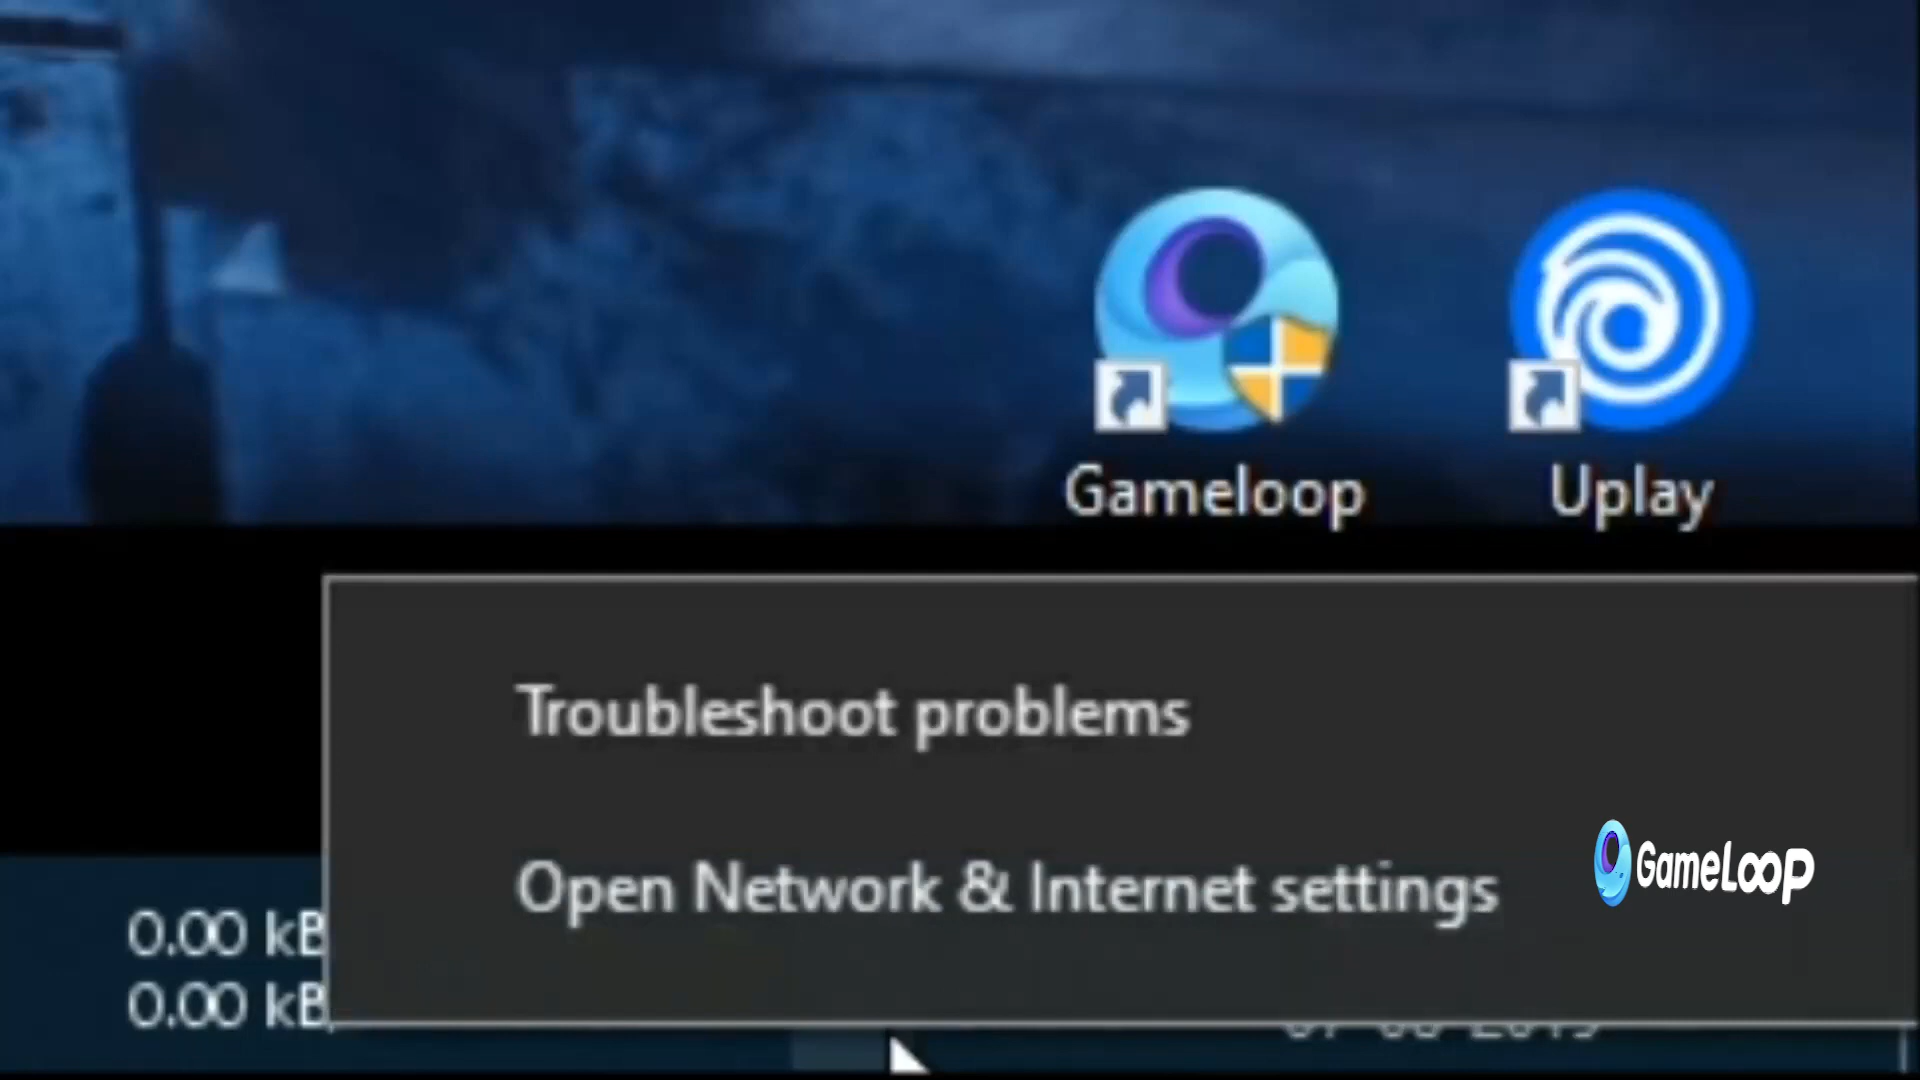 Gameloop Uplay
Troubleshoot problems
Open Network & Internet settings
GameLoop
0.00 kB
0.00 kB